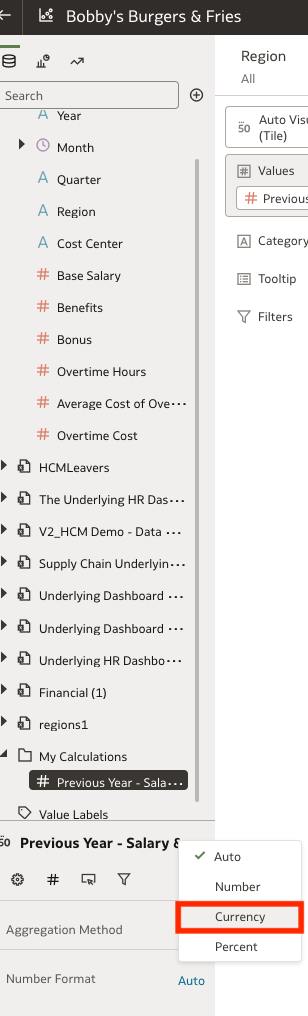 Bobby's Burgers & Fries
Search
Year
Month
Quarter
Region
Cost Center
Base Salary
Benefits
Bonus
Overtime Hours
Average Cost of Ove...
Overtime Cost
HCMLeavers
The Underlying HR Das...
V2_HCM Demo - Data ...
Supply Chain Underlyin...
Underlying Dashboard ...
Underlying Dashboard ...
Underlying HR Dashbo...
Financial (1)
regions1
My Calculations
Previous Year - Sala...
Value Labels
Region
All
50 Auto Visu
(Tile)
Values
Previous
Category
Tooltip
Filters
50 Previous Year - Salary &
Aggregation Method
Number Format
Auto
Auto
Number
Currency
Percent